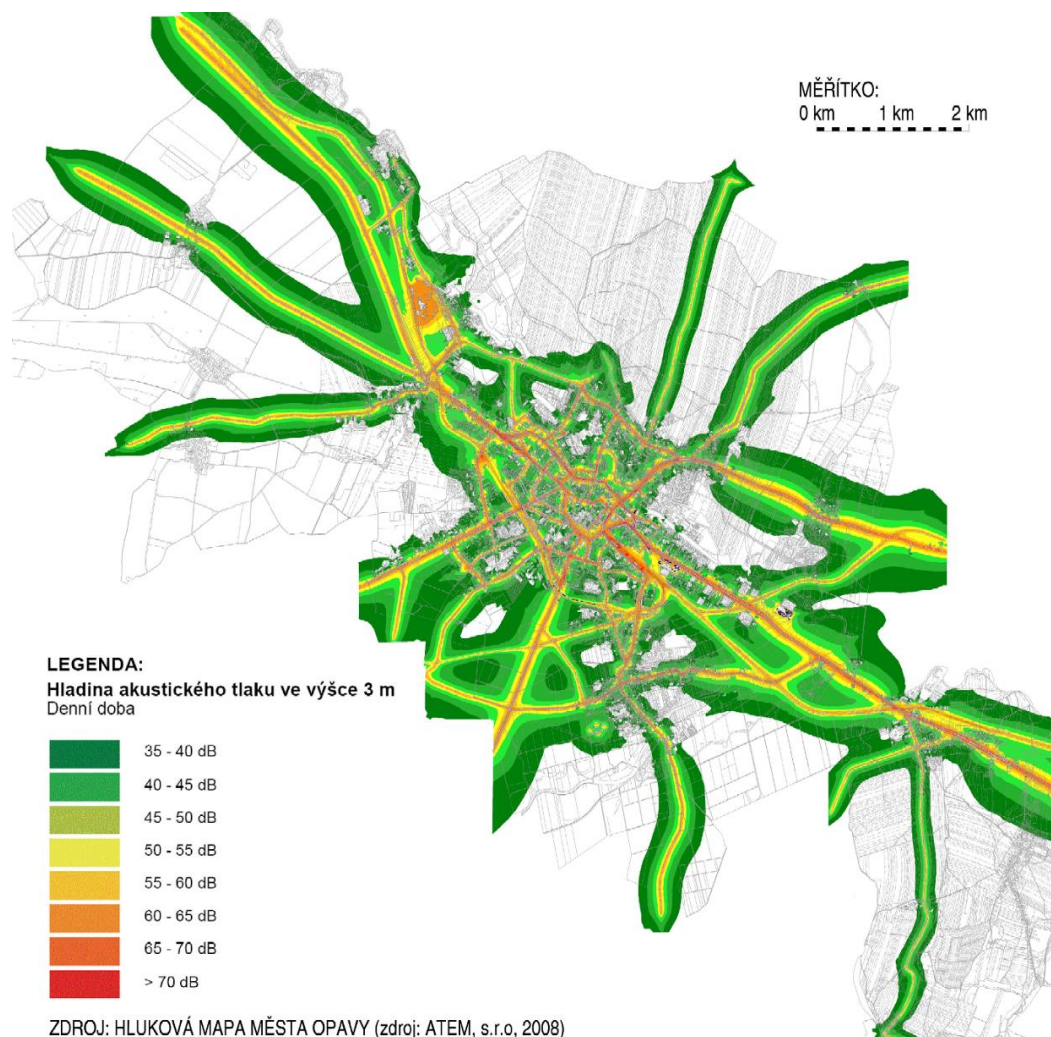 MĚŘÍTKO:
0 km 1 km 2 km
LEGENDA:
Hladina akustického tlaku ve výšce 3 m
Denní doba
35 - 40 dB
40 - 45 dB
45 - 50 dB
50 - 55 dB
55 - 60 dB
60 - 65 dB
65 - 70 dB
> 70 dB
ZDROJ: HLUKOVÁ MAPA MĚSTA OPAVY (zdroj: ATEM, s.r.o, 2008)